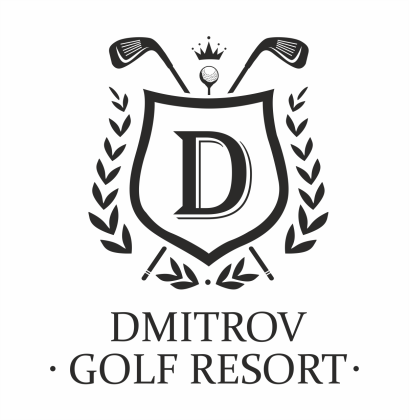 D
DMITROV
· GOLF RESORT ·